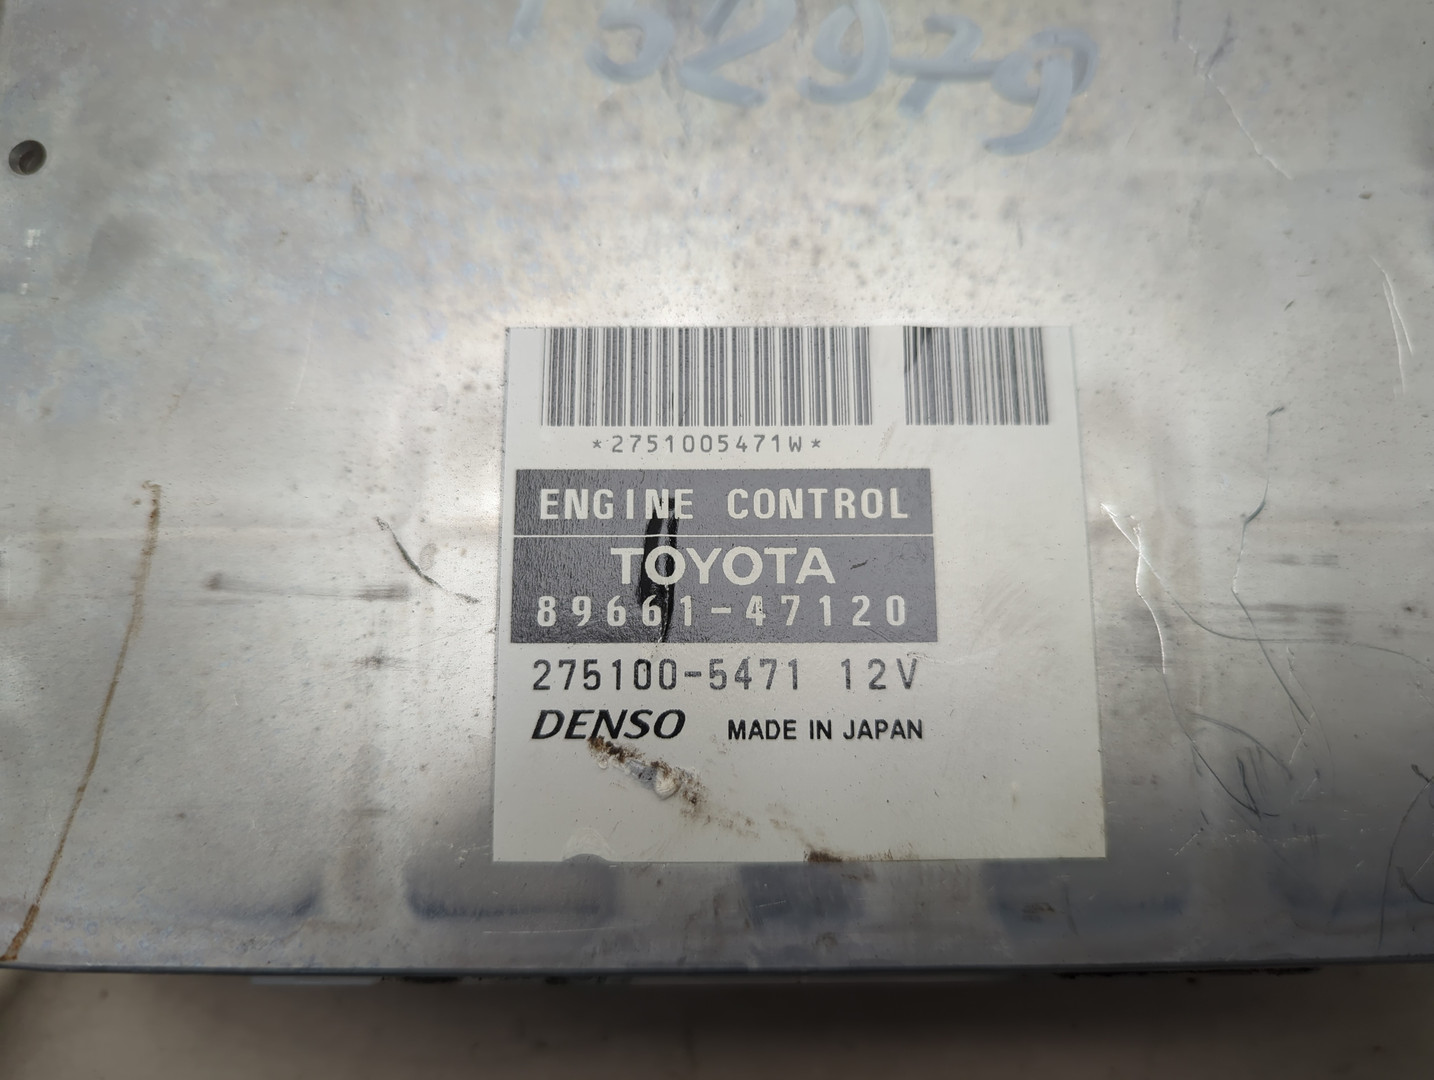 *2751005471W*
ENGINE CONTROL
TOYOTA
89661-47120
275100-5471 12V
DENSO MADE IN JAPAN